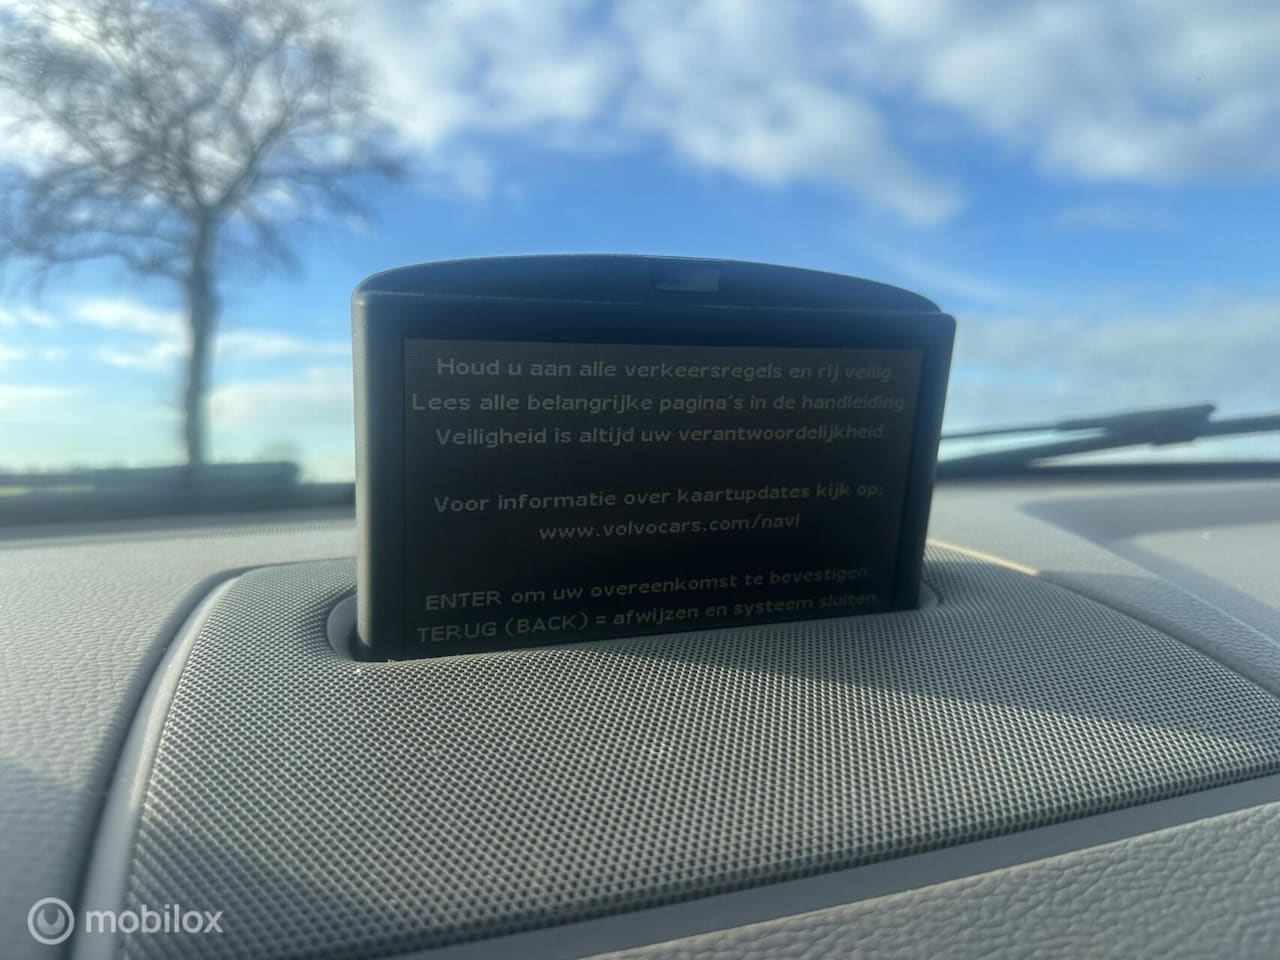 Houd u aan alle verkeersregels en rij veilig.
Lees alle belangrijke pagina's in de handleiding.
Veiligheid is altijd uw verantwoordelijkheid.
Voor informatie over kaartupdates kijk op:
www.volvocars.com/navi
ENTER om uw overeenkomst te bevestigen.
TERUG (BACK) = afwijzen en systeem sluiten.
mobilox